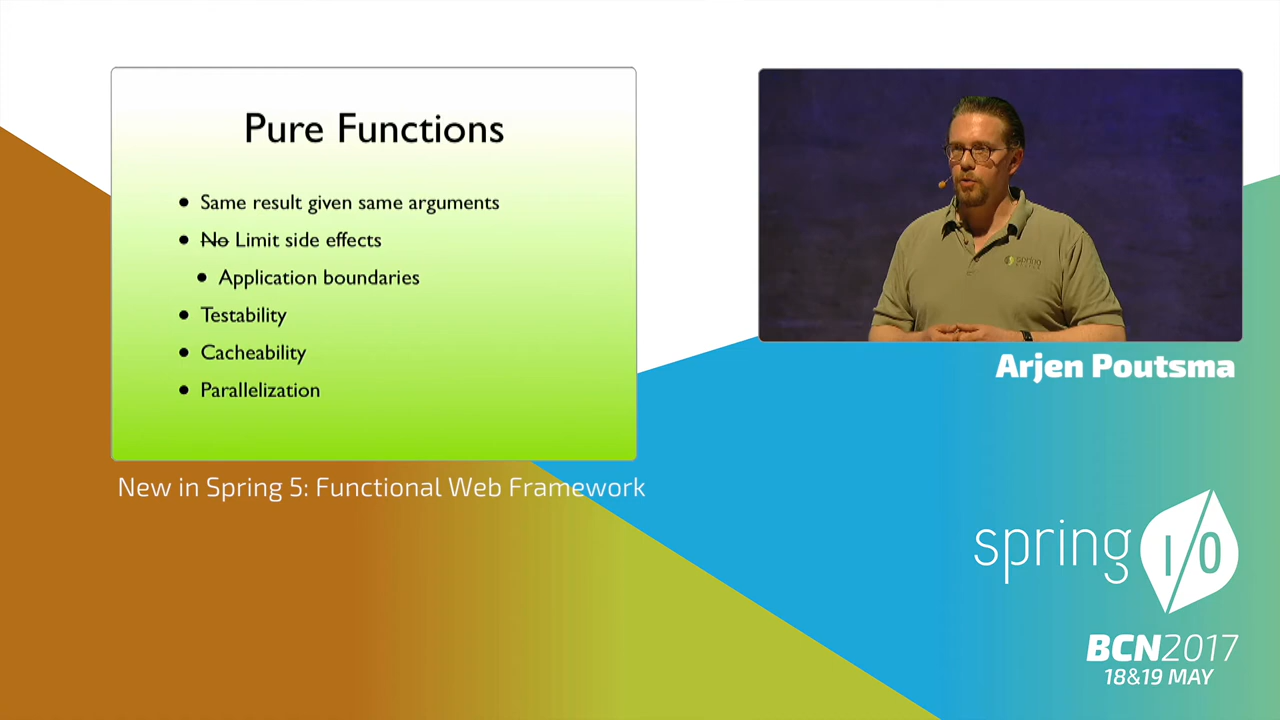 Pure Functions
Same result given same arguments
No Limit side effects
Application boundaries
Testability
Cacheability
Parallelization
spring
Arjen Poutsma
New in Spring 5: Functional Web Framework
spring I/O
BCN2017
18&19 MAY